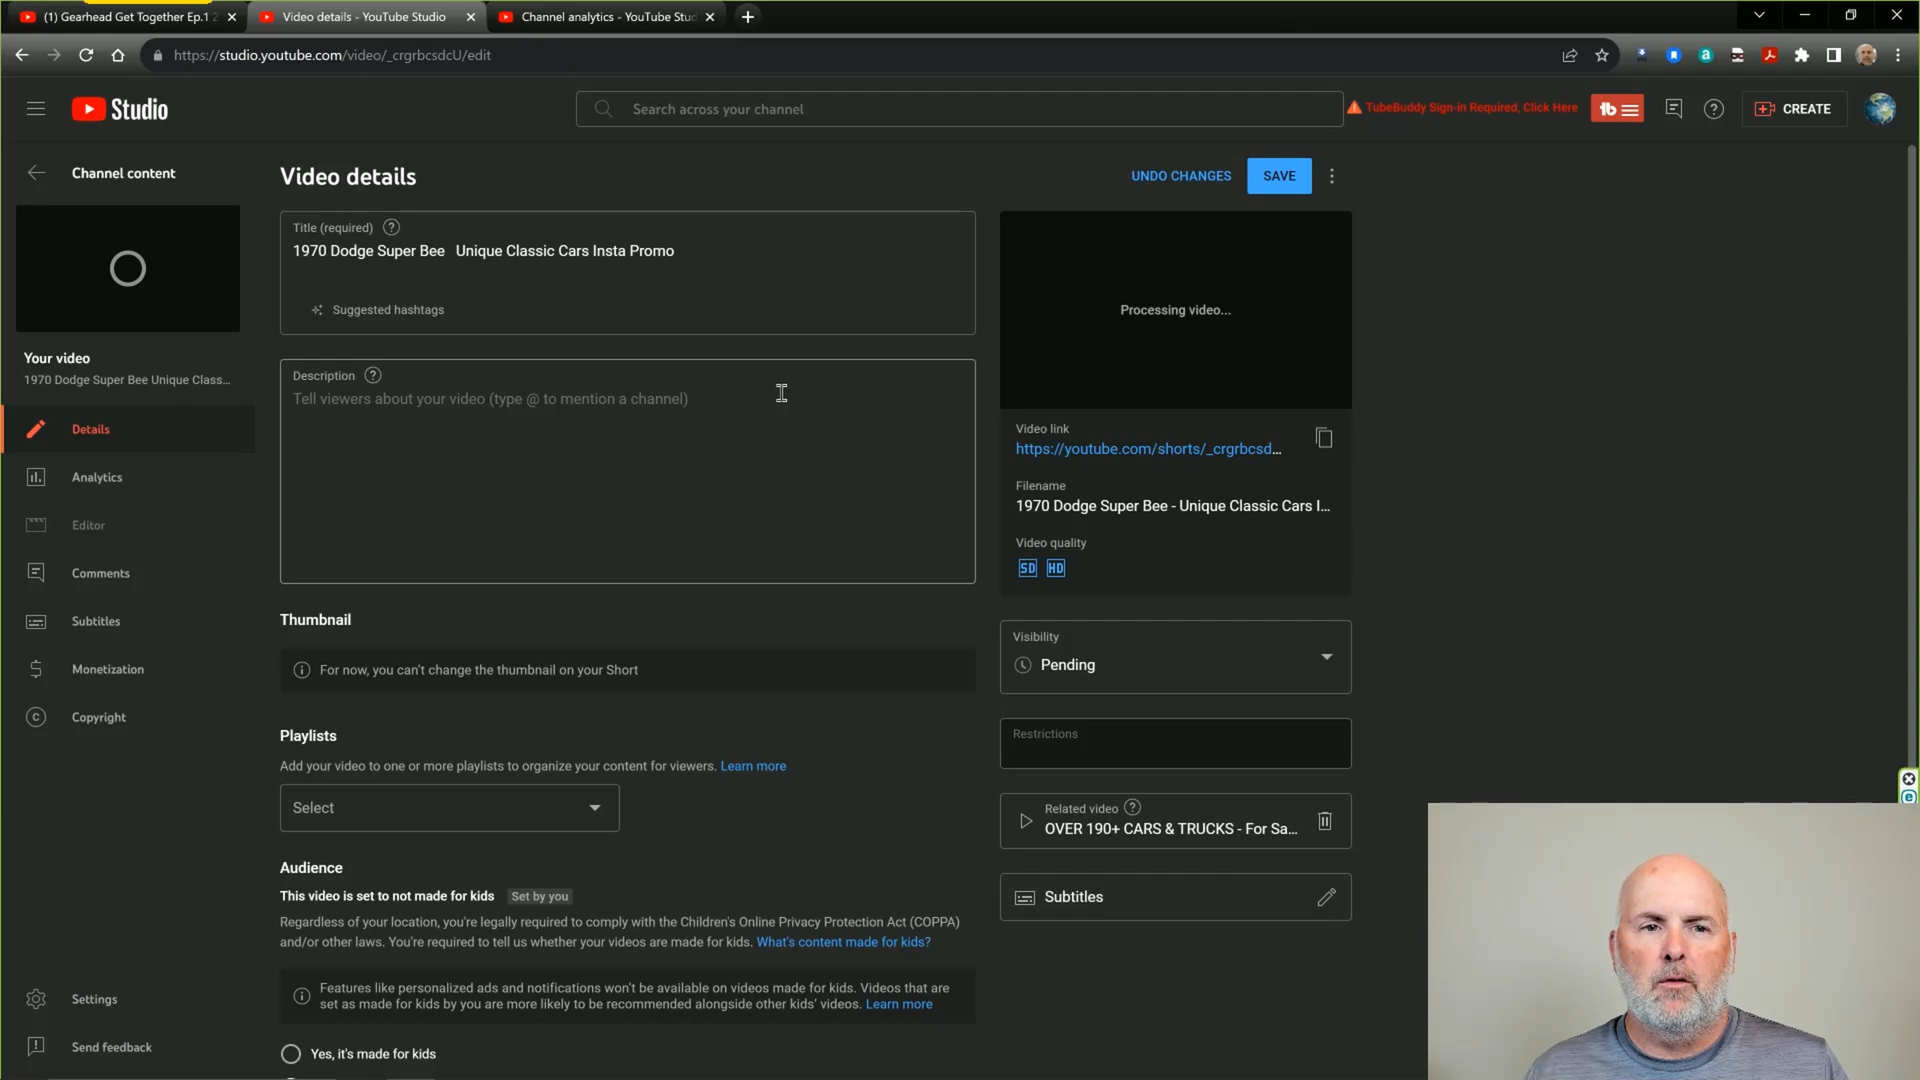 (1) Gearhead Get Together Ep.1 2
Video details - YouTube Studio
Channel analytics - YouTube Stud
https://studio.youtube.com/video/_crgrbcsdcU/edit
Studio
Search across your channel
TubeBuddy Sign-in Required, Click Here
tb
CREATE
Channel content
Video details
UNDO CHANGES
SAVE
Title (required)
1970 Dodge Super Bee   Unique Classic Cars Insta Promo
Suggested hashtags
Processing video...
Your video
1970 Dodge Super Bee Unique Class...
Description
Tell viewers about your video (type @ to mention a channel)
Details
Analytics
Editor
Comments
Subtitles
Monetization
Copyright
Video link
https://youtube.com/shorts/_crgrbcsd...
Filename
1970 Dodge Super Bee - Unique Classic Cars I...
Video quality
SD HD
Thumbnail
For now, you can't change the thumbnail on your Short
Visibility
Pending
Restrictions
Playlists
Add your video to one or more playlists to organize your content for viewers. Learn more
Select
Related video
OVER 190+ CARS & TRUCKS - For Sa...
Subtitles
Audience
This video is set to not made for kids Set by you
Regardless of your location, you're legally required to comply with the Children's Online Privacy Protection Act (COPPA)
and/or other laws. You're required to tell us whether your videos are made for kids. What's content made for kids?
Features like personalized ads and notifications won't be available on videos made for kids. Videos that are
set as made for kids by you are more likely to be recommended alongside other kids' videos. Learn more
Yes, it's made for kids
Settings
Send feedback